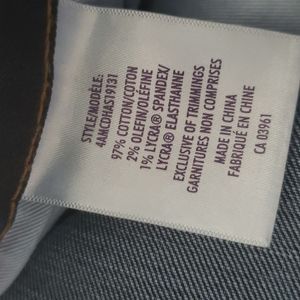 STYLE/MODÈLE:
4AMCDHAS19131
97% COTTON/COTON
2% OLEFIN/OLÉFINE
1% LYCRA® SPANDEX/
LYCRA® ELASTHANNE
EXCLUSIVE OF TRIMMINGS
GARNITURES NON COMPRISES
MADE IN CHINA
FABRIQUÉ EN CHINE
CA 03961